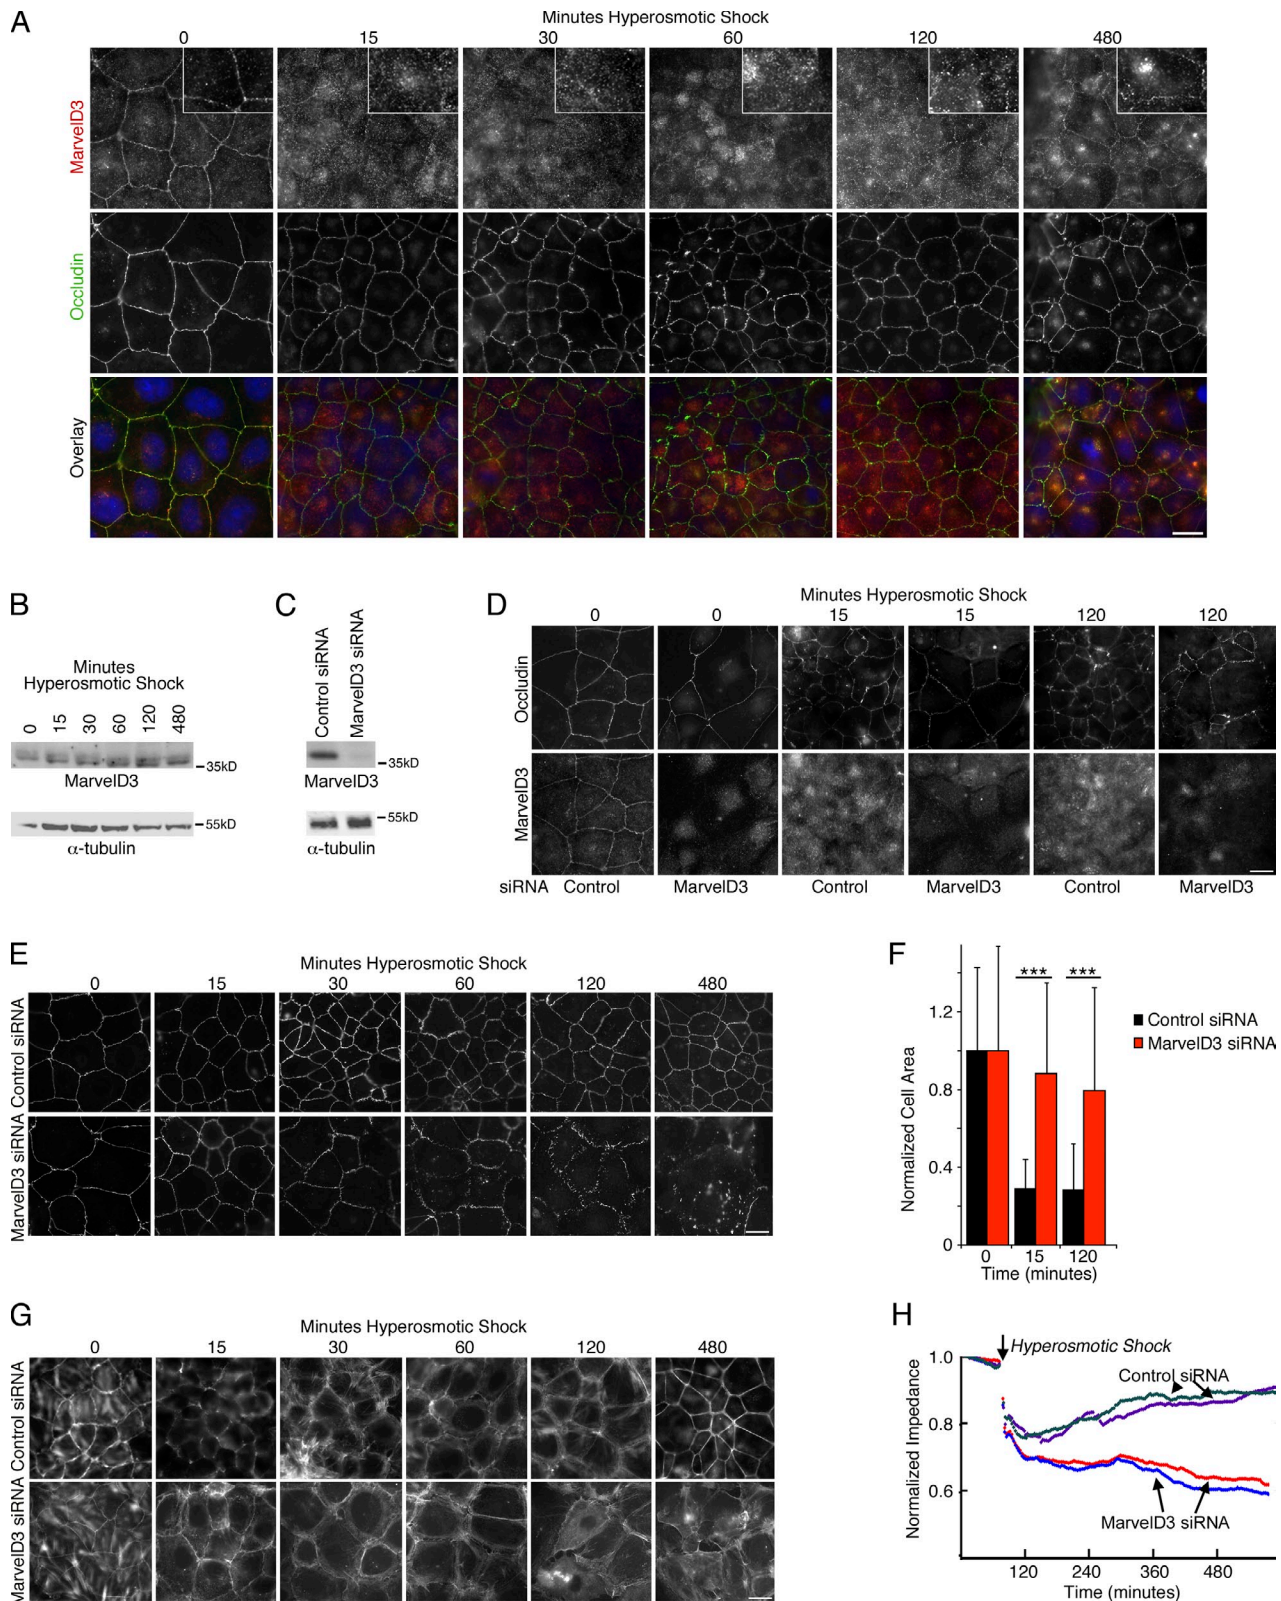 A
Minutes Hyperosmotic Shock
0 15 30 60 120 480
MarvelD3
Occludin
Overlay
B
Minutes
Hyperosmotic Shock
0 15 30 60 120 480
35kD
MarvelD3
55kD
α-tubulin
C
Control siRNA
MarvelD3 siRNA
35kD
MarvelD3
55kD
α-tubulin
D
Minutes Hyperosmotic Shock
0 0 15 15 120 120
Occludin
MarvelD3
siRNA Control MarvelD3 Control MarvelD3 Control MarvelD3
E
Minutes Hyperosmotic Shock
0 15 30 60 120 480
Control siRNA
MarvelD3 siRNA
F
Normalized Cell Area
1.2
0.8
0.4
0
*** ***
0 15 120
Time (minutes)
Control siRNA
MarvelD3 siRNA
G
Minutes Hyperosmotic Shock
0 15 30 60 120 480
Control siRNA
MarvelD3 siRNA
H
Hyperosmotic Shock
Normalized Impedance
1.0
0.8
0.6
Control siRNA
MarvelD3 siRNA
120 240 360 480
Time (minutes)